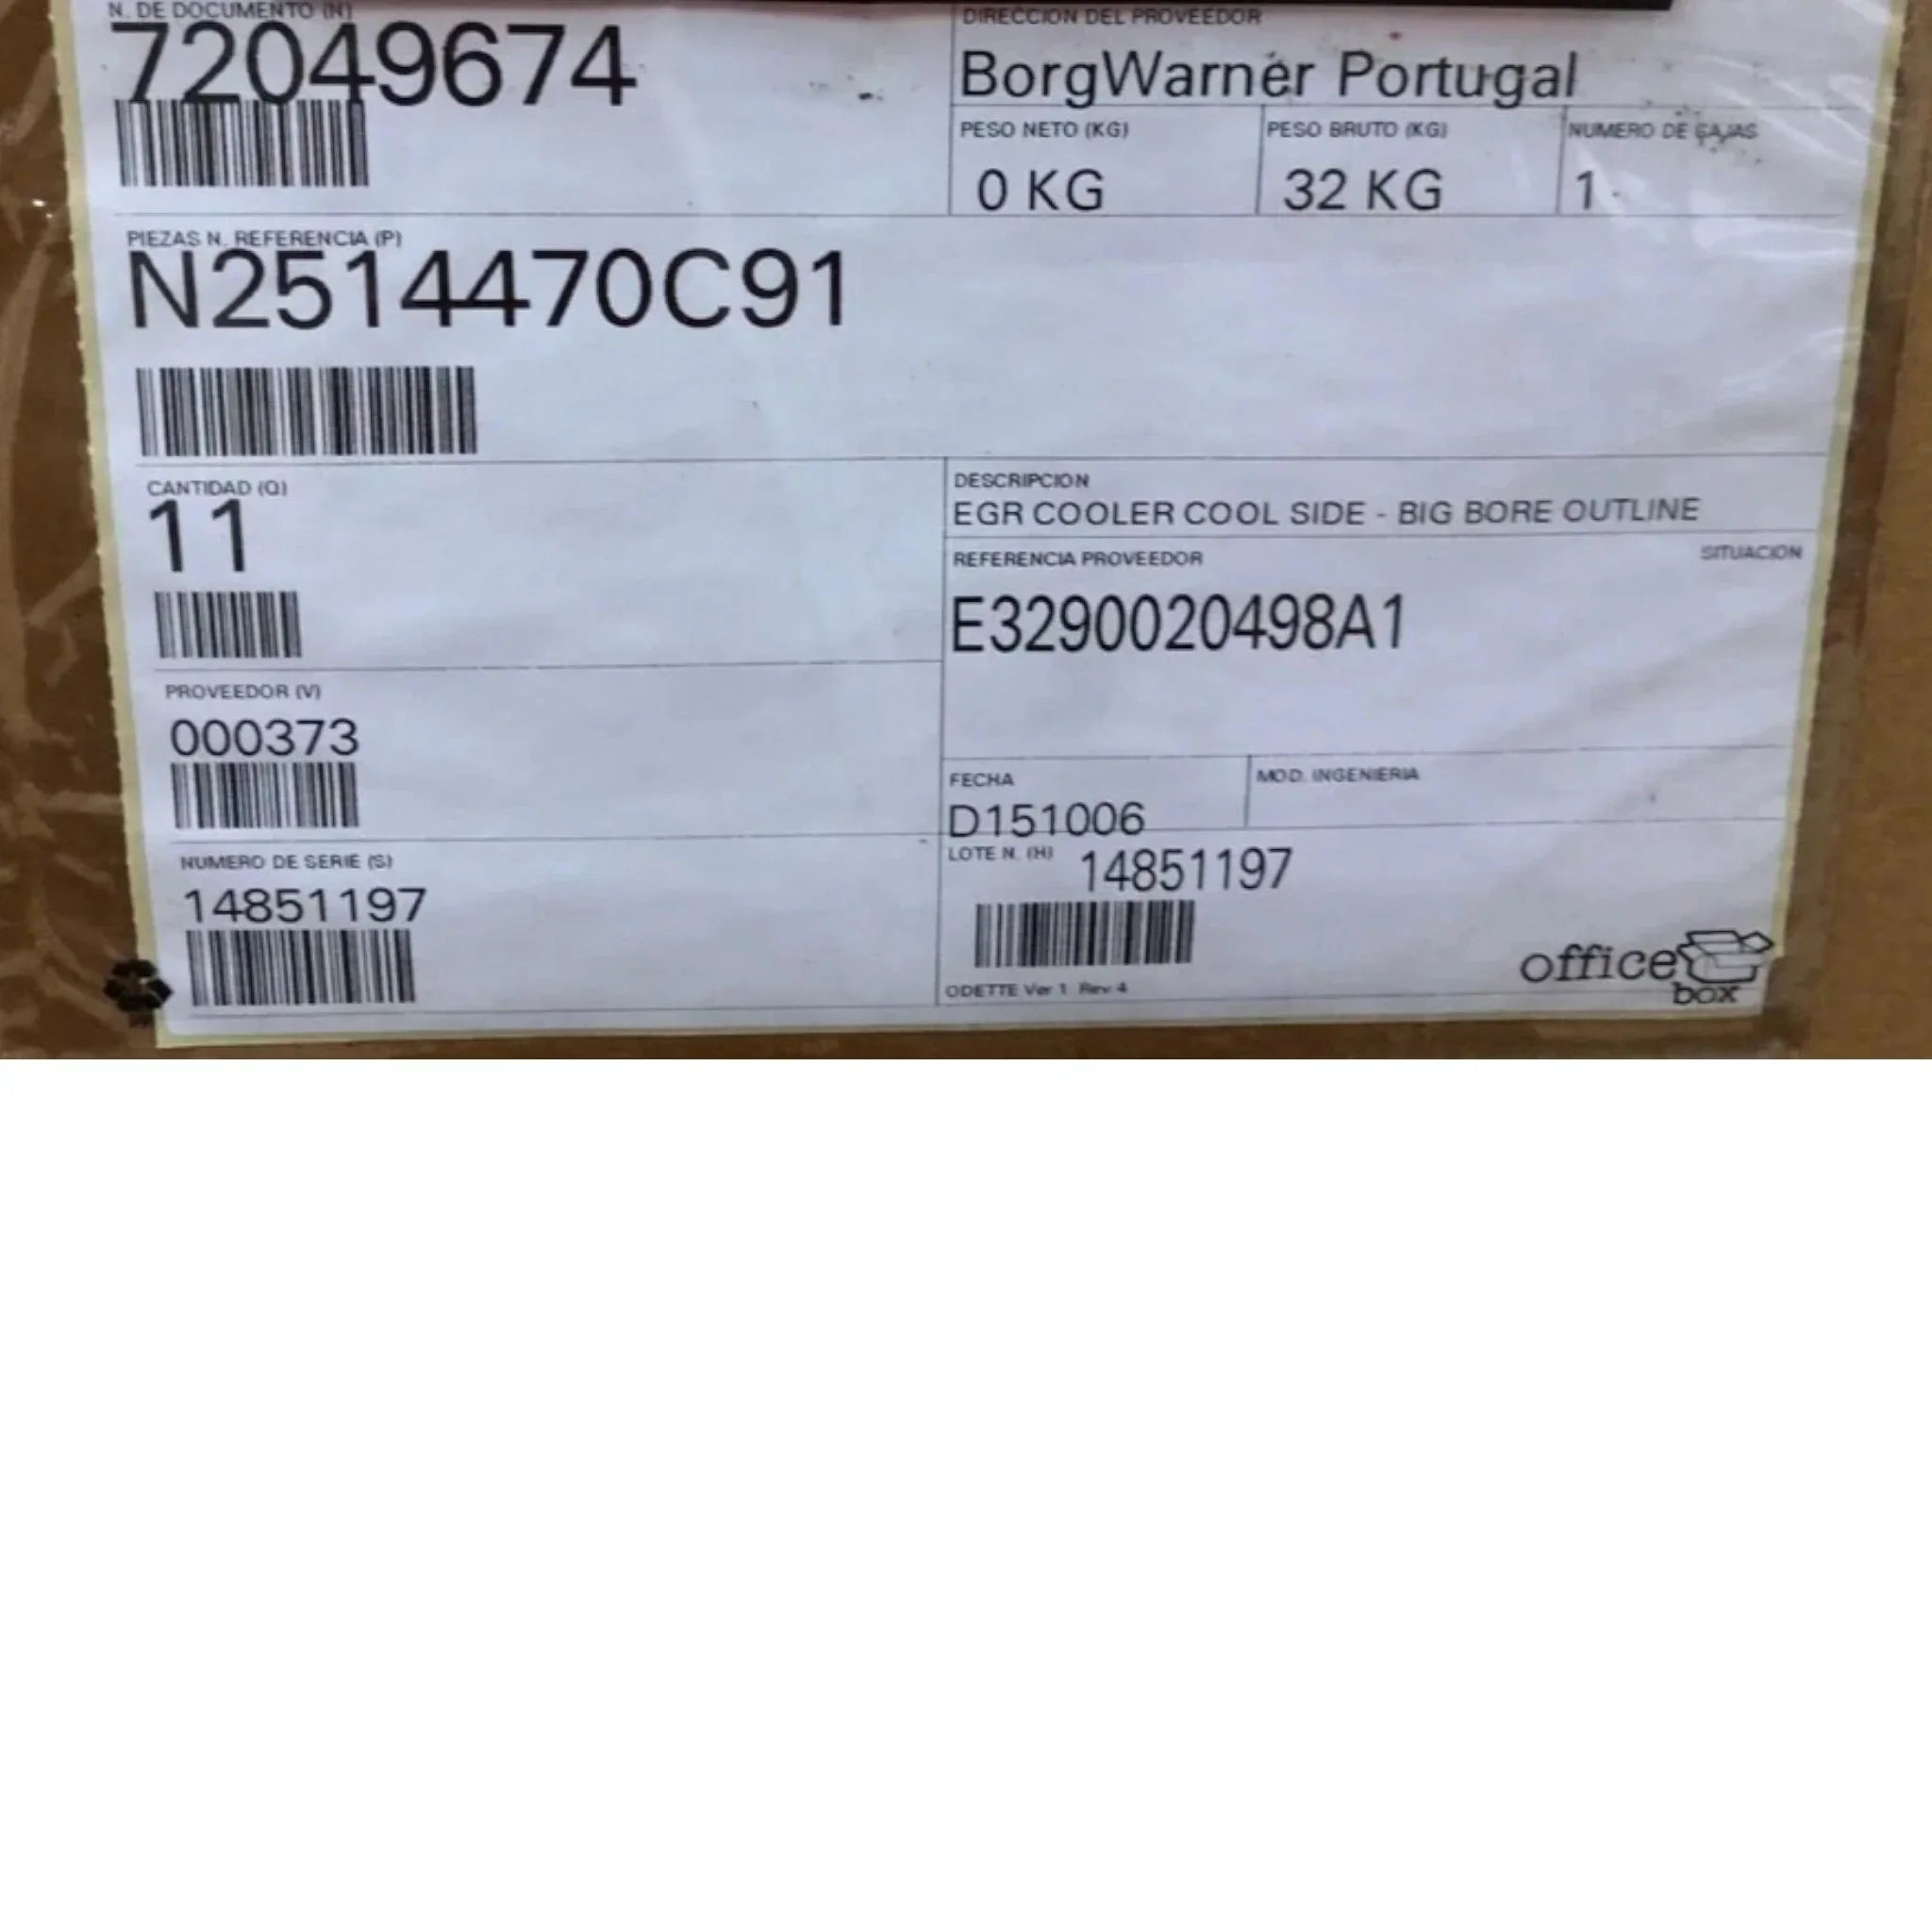 N. DE DOCUMENTO (N)
72049674
DIRECCION DEL PROVEEDOR
BorgWarner Portugal
PESO NETO (KG)
0 KG
PESO BRUTO (KG)
32 KG
NUMERO DE CAJAS
1
PIEZAS N. REFERENCIA (P)
N2514470C91
CANTIDAD (Q)
11
DESCRIPCION
EGR COOLER COOL SIDE - BIG BORE OUTLINE
REFERENCIA PROVEEDOR
SITUACION
E3290020498A1
PROVEEDOR (V)
000373
FECHA
D151006
MOD. INGENIERIA
NUMERO DE SERIE (S)
14851197
LOTE N. (H)
14851197
ODETTE Ver 1 Rev 4
office
box